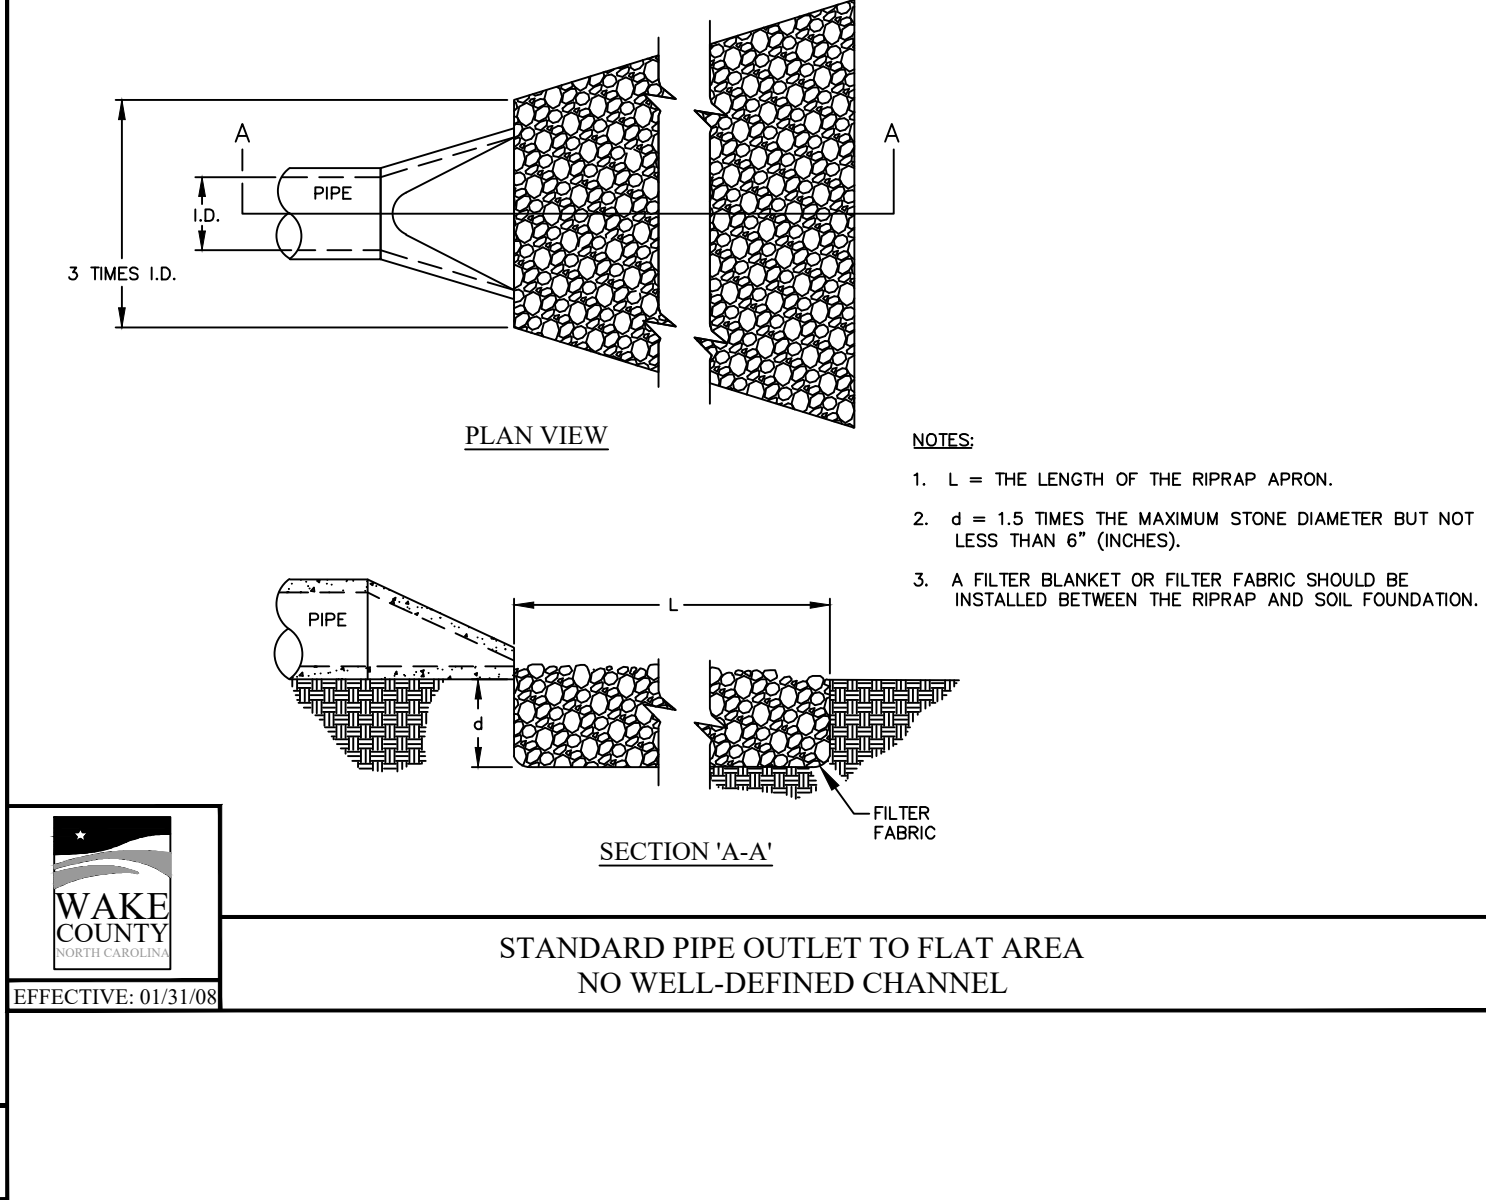 A
A
PIPE
I.D.
3 TIMES I.D.
PLAN VIEW
NOTES:
1. L = THE LENGTH OF THE RIPRAP APRON.
2. d = 1.5 TIMES THE MAXIMUM STONE DIAMETER BUT NOT
LESS THAN 6” (INCHES).
3. A FILTER BLANKET OR FILTER FABRIC SHOULD BE
INSTALLED BETWEEN THE RIPRAP AND SOIL FOUNDATION.
L
PIPE
d
FILTER
FABRIC
SECTION 'A-A'
WAKE
COUNTY
NORTH CAROLINA
EFFECTIVE: 01/31/08
STANDARD PIPE OUTLET TO FLAT AREA
NO WELL-DEFINED CHANNEL